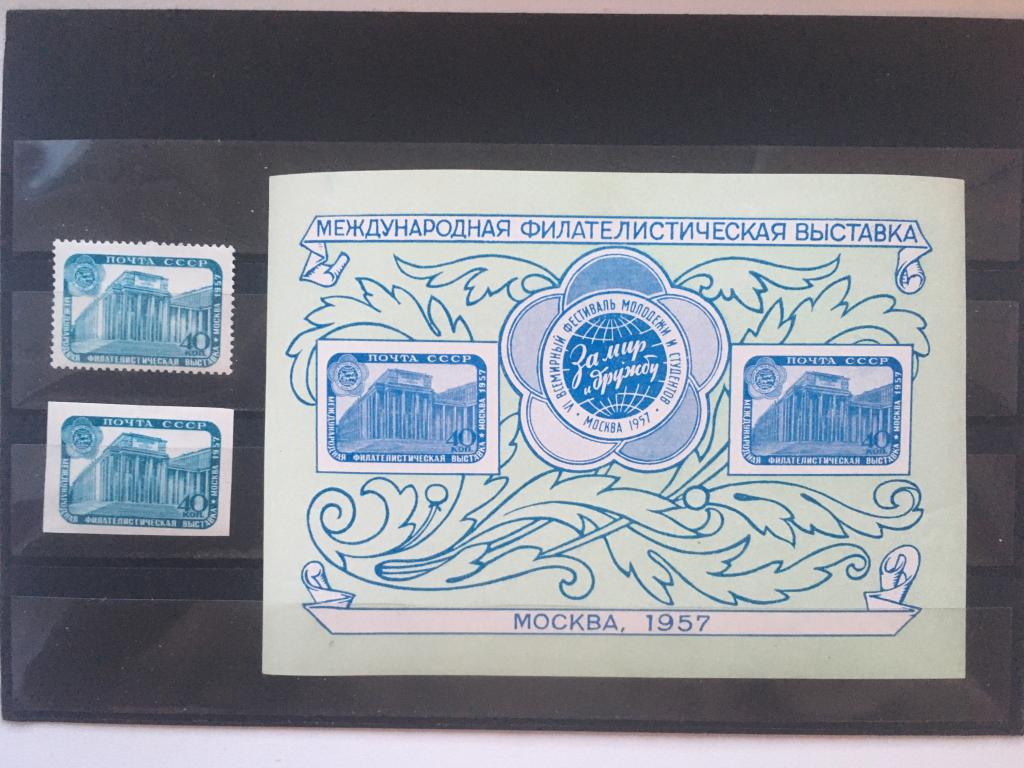 ПОЧТА СССР
МЕЖДУНАРОДНАЯ ФИЛАТЕЛИСТИЧЕСКАЯ ВЫСТАВКА ★ МОСКВА 1957
40
КОП.
ПОЧТА СССР
МЕЖДУНАРОДНАЯ ФИЛАТЕЛИСТИЧЕСКАЯ ВЫСТАВКА ★ МОСКВА 1957
40
КОП.
МЕЖДУНАРОДНАЯ ФИЛАТЕЛИСТИЧЕСКАЯ ВЫСТАВКА
VI ВСЕМИРНЫЙ ФЕСТИВАЛЬ МОЛОДЕЖИ И СТУДЕНТОВ
• МОСКВА 1957 •
За мир
и дружбу
ПОЧТА СССР
МЕЖДУНАРОДНАЯ ФИЛАТЕЛИСТИЧЕСКАЯ ВЫСТАВКА ★ МОСКВА 1957
40
КОП.
ПОЧТА СССР
МЕЖДУНАРОДНАЯ ФИЛАТЕЛИСТИЧЕСКАЯ ВЫСТАВКА ★ МОСКВА 1957
40
КОП.
МОСКВА, 1957